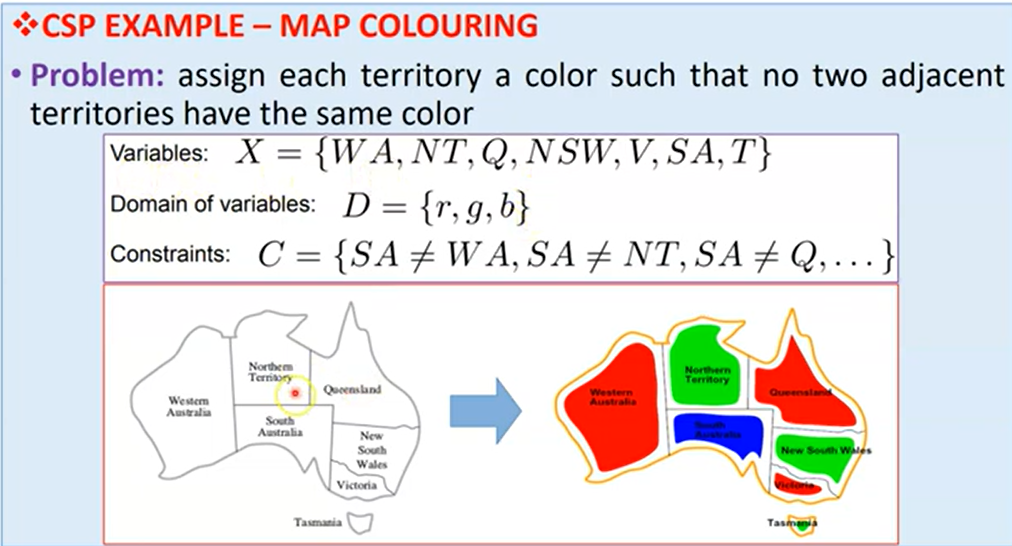 ❖CSP EXAMPLE – MAP COLOURING
• Problem: assign each territory a color such that no two adjacent
territories have the same color
Variables: X = {WA, NT, Q, NSW, V, SA, T}
Domain of variables: D = {r, g, b}
Constraints: C = {SA ≠ WA, SA ≠ NT, SA ≠ Q, . . . }
Northern
Territory
Western
Australia
Queensland
South
Australia
New
South
Wales
Victoria
Tasmania
Northern
Territory
Western
Australia
Queensland
South
Australia
New South Wales
Victoria
Tasmania